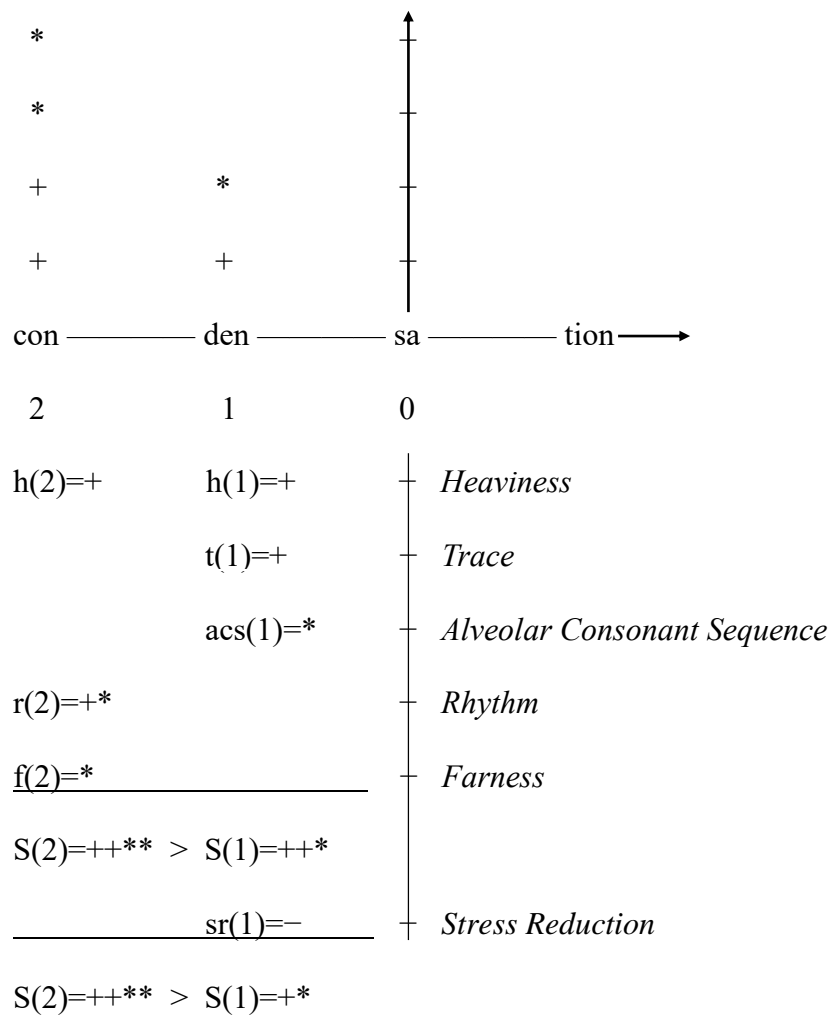 *
*
+ *
+ +
con den sa tion
2 1 0
h(2)=+ h(1)=+ Heaviness
t(1)=+ Trace
acs(1)=* Alveolar Consonant Sequence
r(2)=+* Rhythm
f(2)=* Farness
S(2)=++** > S(1)=++*
sr(1)=− Stress Reduction
S(2)=++** > S(1)=+*